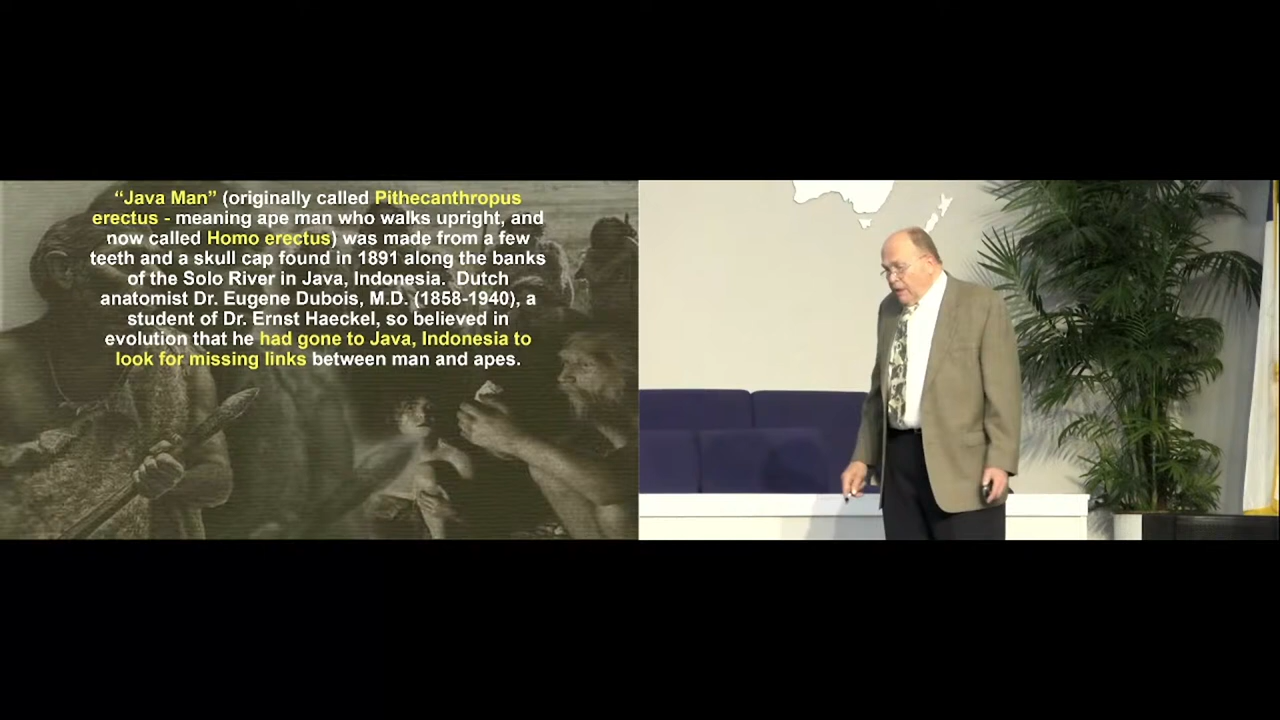 “Java Man” (originally called Pithecanthropus
erectus - meaning ape man who walks upright, and
now called Homo erectus) was made from a few
teeth and a skull cap found in 1891 along the banks
of the Solo River in Java, Indonesia. Dutch
anatomist Dr. Eugene Dubois, M.D. (1858-1940), a
student of Dr. Ernst Haeckel, so believed in
evolution that he had gone to Java, Indonesia to
look for missing links between man and apes.